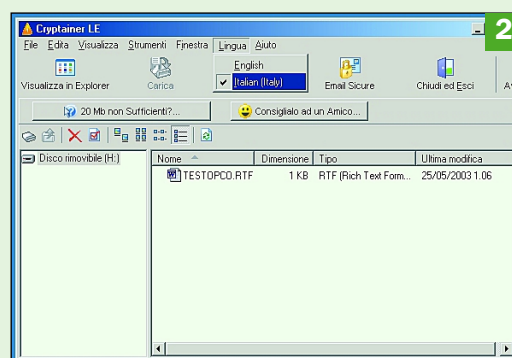 Cryptainer LE
2
File Edita Visualizza Strumenti Finestra Lingua Aiuto
English
Italian (Italy)
Visualizza in Explorer Carica Email Sicure Chiudi ed Esci
20 Mb non Sufficienti?... Consiglialo ad un Amico...
Disco rimovibile (H:)
Nome Dimensione Tipo Ultima modifica
TESTOPCO.RTF 1 KB RTF (Rich Text Form... 25/05/2003 1.06